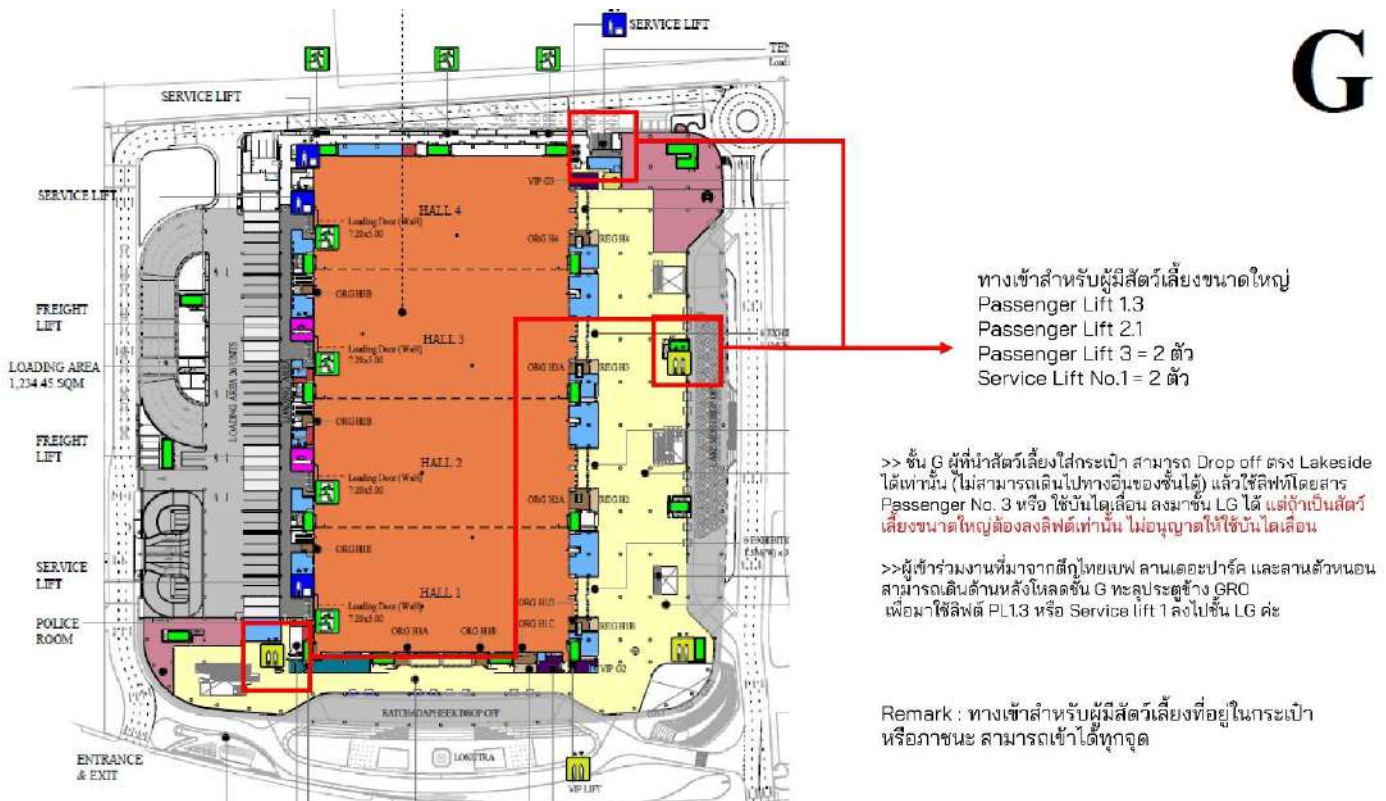 G
SERVICE LIFT
SERVICE LIFT
SERVICE LIFT
VIP G3
HALL 4
Loading Door (WxH)
7.20x5.00
ORG H4
REG H4
ORG H3B
FREIGHT
LIFT
HALL 3
LOADING AREA
1,234.45 SQM
LOADING AREA 26 UNITS
Loading Door (WxH)
7.20x5.00
ORG H3A
REG H3
ORG H2B
FREIGHT
LIFT
HALL 2
Loading Door (WxH)
7.20x5.00
ORG H2A
REG H2
SERVICE
LIFT
HALL 1
ORG H1D
Loading Door (WxH)
7.20x5.00
ORG H1C
REG H1B
POLICE
ROOM
ORG H1A
ORG H1B
VIP G2
RATCHADAPHISEK DROP OFF
LOKUTRA
ENTRANCE
& EXIT
VIP LIFT
ทางเข้าสำหรับผู้มีสัตว์เลี้ยงขนาดใหญ่
Passenger Lift 1.3
Passenger Lift 2.1
Passenger Lift 3 = 2 ตัว
Service Lift No.1 = 2 ตัว
>> ชั้น G ผู้ที่นำสัตว์เลี้ยงใส่กระเป๋า สามารถ Drop off ตรง Lakeside
ได้เท่านั้น (ไม่สามารถเดินไปทางอื่นของชั้นได้) แล้วใช้ลิฟท์โดยสาร
Passenger No. 3 หรือ ใช้บันไดเลื่อน ลงมาชั้น LG ได้ แต่ถ้าเป็นสัตว์
เลี้ยงขนาดใหญ่ต้องลงลิฟต์เท่านั้น ไม่อนุญาตให้ใช้บันไดเลื่อน
>>ผู้เข้าร่วมงานที่มาจากตึกไทยเบฟ ลานเดอะปาร์ค และลานตัวหนอน
สามารถเดินด้านหลังโหลดชั้น G ทะลุประตูข้าง GRO
เพื่อมาใช้ลิฟต์ PL1.3 หรือ Service lift 1 ลงไปชั้น LG ค่ะ
Remark : ทางเข้าสำหรับผู้มีสัตว์เลี้ยงที่อยู่ในกระเป๋า
หรือภาชนะ สามารถเข้าได้ทุกจุด